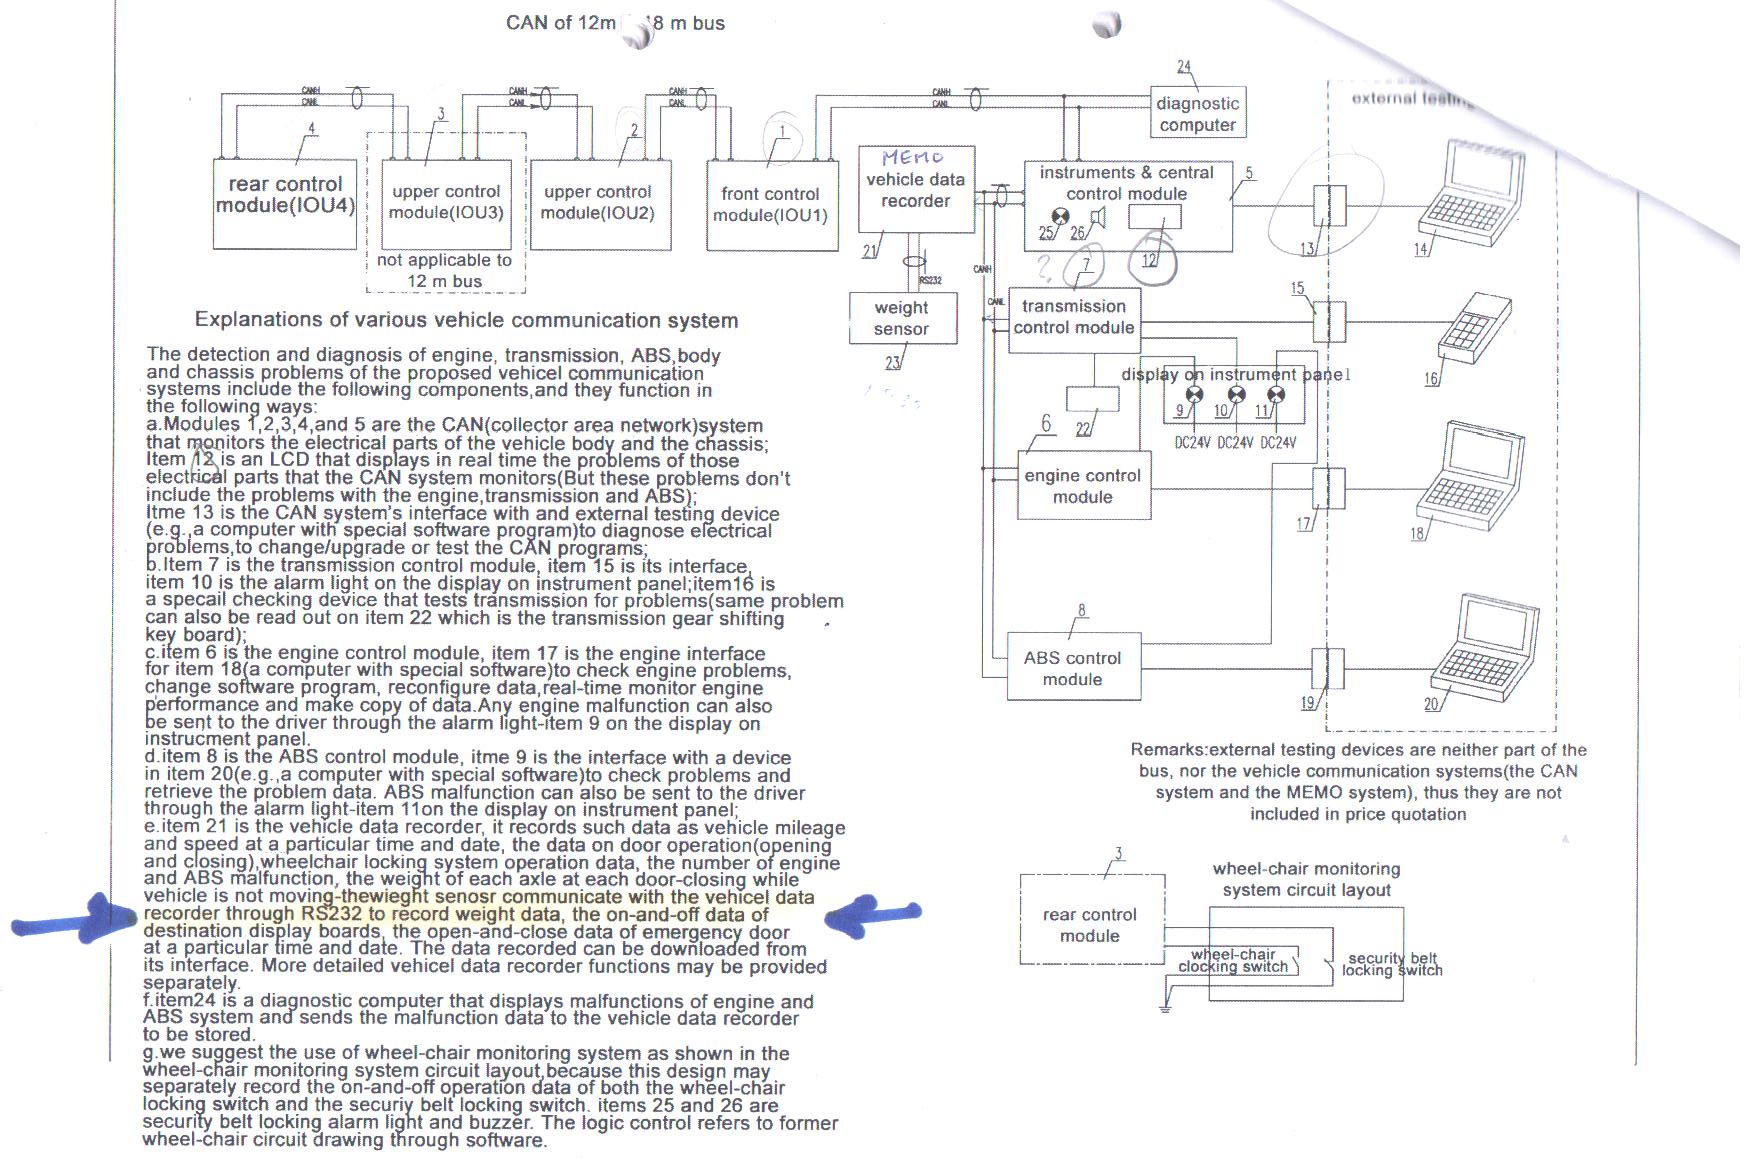 CAN of 12m 8 m bus
CANH
CANL
CANH
CANL
CANH
CANL
CANH
CANL
24
diagnostic
computer
external testing
4
rear control
module(IOU4)
3
upper control
module(IOU3)
not applicable to
12 m bus
2
upper control
module(IOU2)
1
front control
module(IOU1)
MEMO
vehicle data
recorder
21
RS232
weight
sensor
23
instruments & central
control module
25
26
12
5
13
14
CANH
CANL
?
7
transmission
control module
15
16
22
display on instrument panel
9
10
11
DC24V DC24V DC24V
6
engine control
module
17
18
8
ABS control
module
19
20
Explanations of various vehicle communication system
The detection and diagnosis of engine, transmission, ABS,body
and chassis problems of the proposed vehicel communication
systems include the following components,and they function in
the following ways:
a.Modules 1,2,3,4,and 5 are the CAN(collector area network)system
that monitors the electrical parts of the vehicle body and the chassis;
Item 12 is an LCD that displays in real time the problems of those
electrical parts that the CAN system monitors(But these problems don't
include the problems with the engine,transmission and ABS);
Itme 13 is the CAN system's interface with and external testing device
(e.g.,a computer with special software program)to diagnose electrical
problems,to change/upgrade or test the CAN programs;
b.Item 7 is the transmission control module, item 15 is its interface,
item 10 is the alarm light on the display on instrument panel;item16 is
a specail checking device that tests transmission for problems(same problem
can also be read out on item 22 which is the transmission gear shifting
key board);
c.item 6 is the engine control module, item 17 is the engine interface
for item 18(a computer with special software)to check engine problems,
change software program, reconfigure data,real-time monitor engine
performance and make copy of data.Any engine malfunction can also
be sent to the driver through the alarm light-item 9 on the display on
instrucment panel.
d.item 8 is the ABS control module, itme 9 is the interface with a device
in item 20(e.g.,a computer with special software)to check problems and
retrieve the problem data. ABS malfunction can also be sent to the driver
through the alarm light-item 11on the display on instrument panel;
e.item 21 is the vehicle data recorder, it records such data as vehicle mileage
and speed at a particular time and date, the data on door operation(opening
and closing),wheelchair locking system operation data, the number of engine
and ABS malfunction, the weight of each axle at each door-closing while
vehicle is not moving-thewieght senosr communicate with the vehicel data
recorder through RS232 to record weight data, the on-and-off data of
destination display boards, the open-and-close data of emergency door
at a particular time and date. The data recorded can be downloaded from
its interface. More detailed vehicel data recorder functions may be provided
separately.
f.item24 is a diagnostic computer that displays malfunctions of engine and
ABS system and sends the malfunction data to the vehicle data recorder
to be stored.
g.we suggest the use of wheel-chair monitoring system as shown in the
wheel-chair monitoring system circuit layout,because this design may
separately record the on-and-off operation data of both the wheel-chair
locking switch and the securiy belt locking switch. items 25 and 26 are
security belt locking alarm light and buzzer. The logic control refers to former
wheel-chair circuit drawing through software.
Remarks:external testing devices are neither part of the
bus, nor the vehicle communication systems(the CAN
system and the MEMO system), thus they are not
included in price quotation
3
rear control
module
wheel-chair monitoring
system circuit layout
wheel-chair
clocking switch
security belt
locking switch